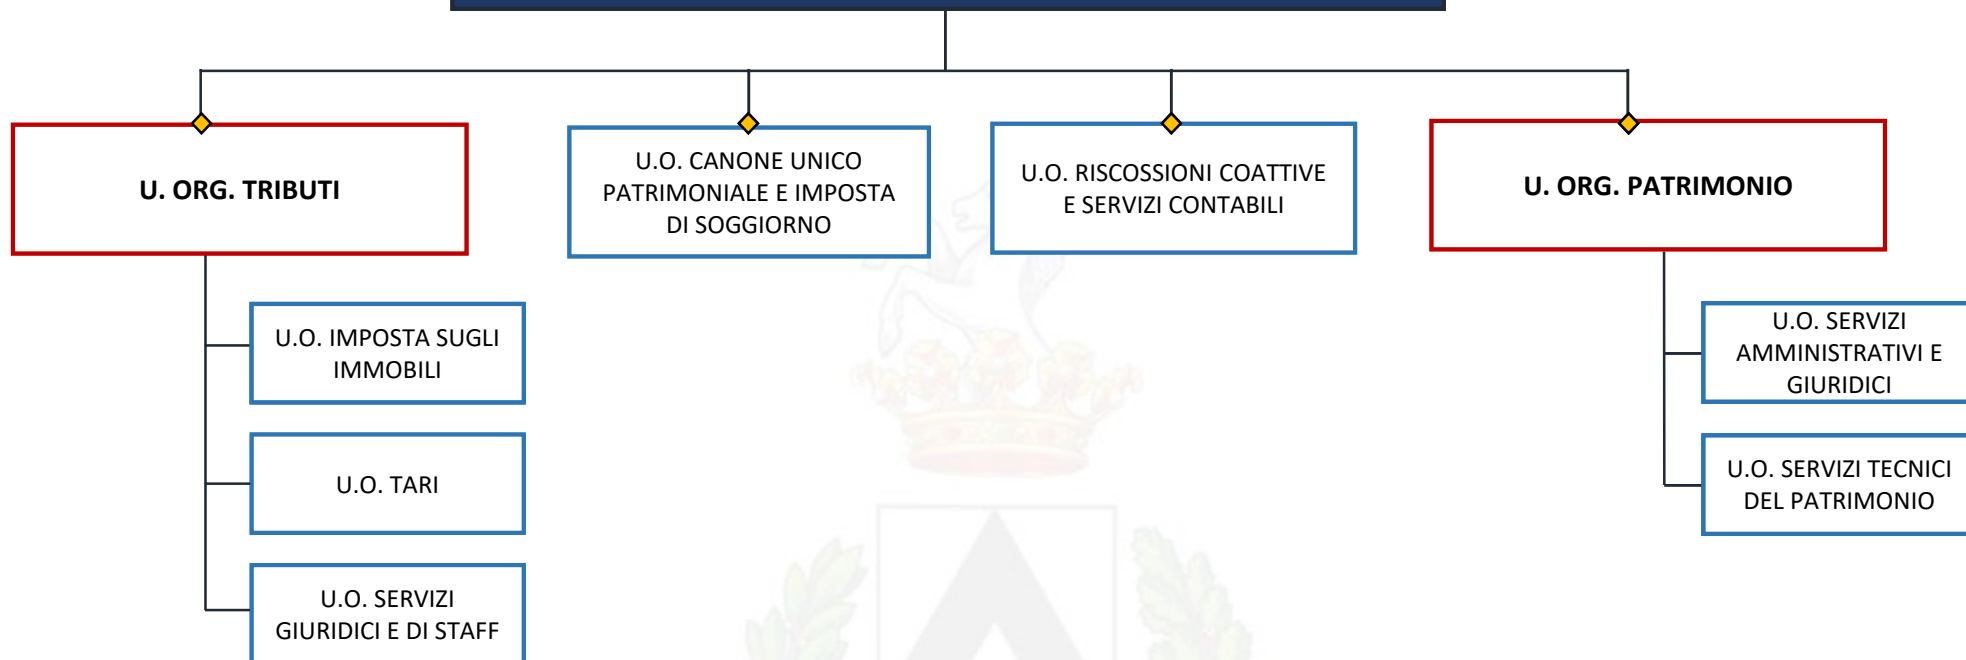 U. ORG. TRIBUTI
U.O. CANONE UNICO
PATRIMONIALE E IMPOSTA
DI SOGGIORNO
U.O. RISCOSSIONI COATTIVE
E SERVIZI CONTABILI
U. ORG. PATRIMONIO
U.O. IMPOSTA SUGLI
IMMOBILI
U.O. TARI
U.O. SERVIZI
GIURIDICI E DI STAFF
U.O. SERVIZI
AMMINISTRATIVI E
GIURIDICI
U.O. SERVIZI TECNICI
DEL PATRIMONIO